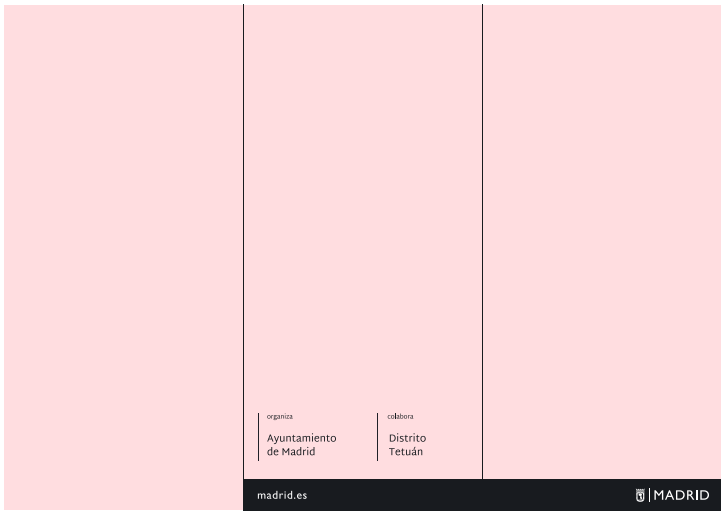 organiza
Ayuntamiento
de Madrid
colabora
Distrito
Tetuán
madrid.es
MADRID